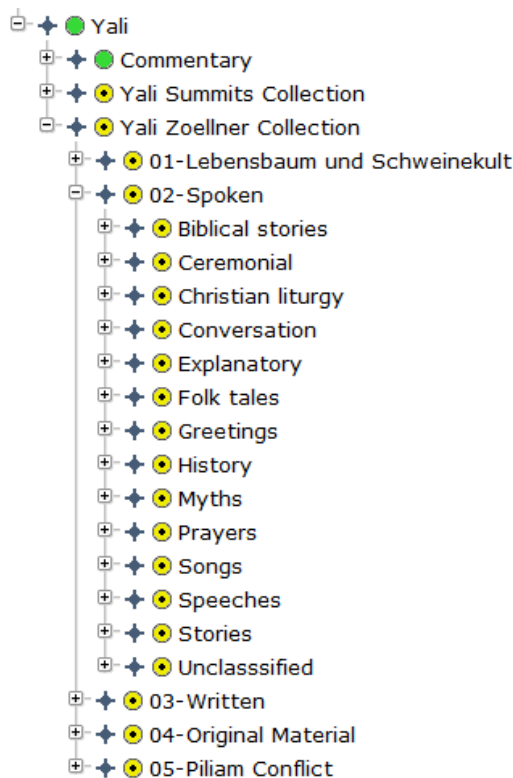 Yali
Commentary
Yali Summits Collection
Yali Zoellner Collection
01-Lebensbaum und Schweinekult
02-Spoken
Biblical stories
Ceremonial
Christian liturgy
Conversation
Explanatory
Folk tales
Greetings
History
Myths
Prayers
Songs
Speeches
Stories
Unclasssified
03-Written
04-Original Material
05-Piliam Conflict